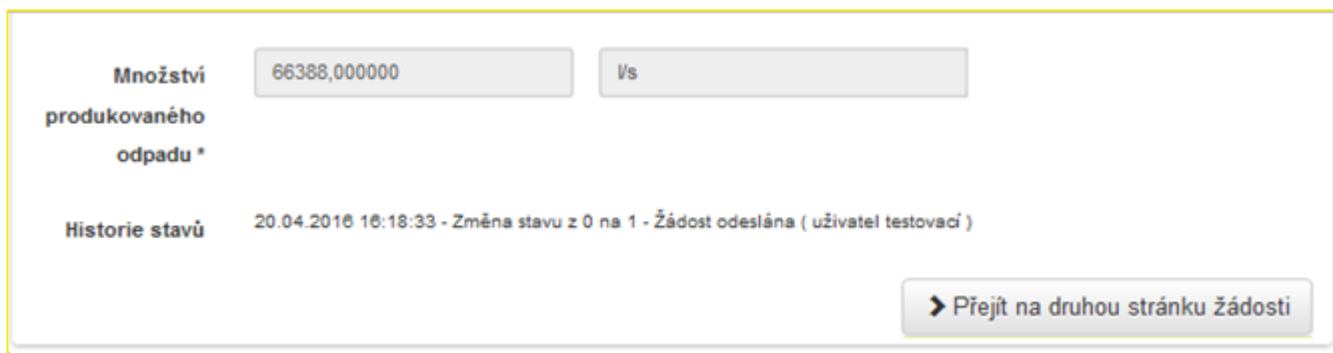 Množství
produkovaného
odpadu *
66388,000000
l/s
Historie stavů
20.04.2016 16:18:33 - Změna stavu z 0 na 1 - Žádost odeslána ( uživatel testovací )
Přejít na druhou stránku žádosti